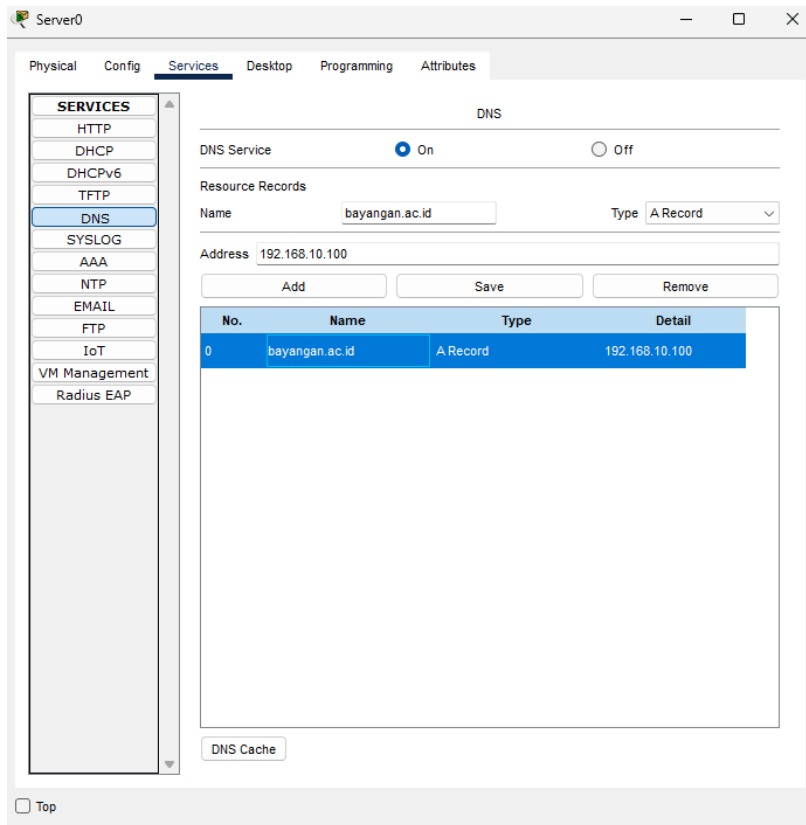 Server0
Physical Config Services Desktop Programming Attributes
SERVICES
HTTP
DHCP
DHCPv6
TFTP
DNS
SYSLOG
AAA
NTP
EMAIL
FTP
IoT
VM Management
Radius EAP
DNS
DNS Service On Off
Resource Records
Name bayangan.ac.id Type A Record
Address 192.168.10.100
Add Save Remove
No. Name Type Detail
0 bayangan.ac.id A Record 192.168.10.100
DNS Cache
Top